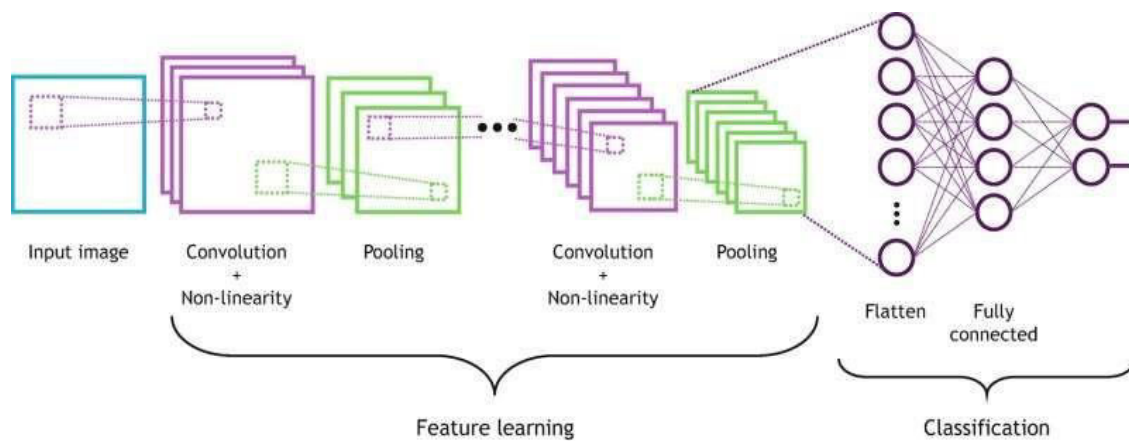 Input image
Convolution
+
Non-linearity
Pooling
Convolution
+
Non-linearity
Pooling
Flatten
Fully
connected
Feature learning
Classification